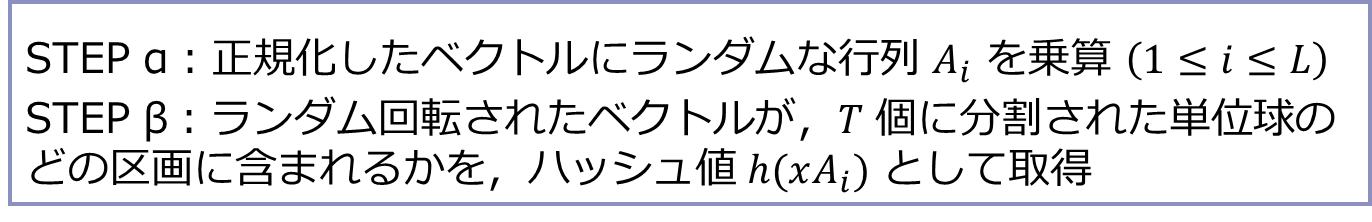 STEP α：正規化したベクトルにランダムな行列 𝐴𝑖 を乗算 (1 ≤ 𝑖 ≤ 𝐿)
STEP β：ランダム回転されたベクトルが，𝑇 個に分割された単位球の
どの区画に含まれるかを，ハッシュ値 ℎ(𝑥𝐴𝑖) として取得